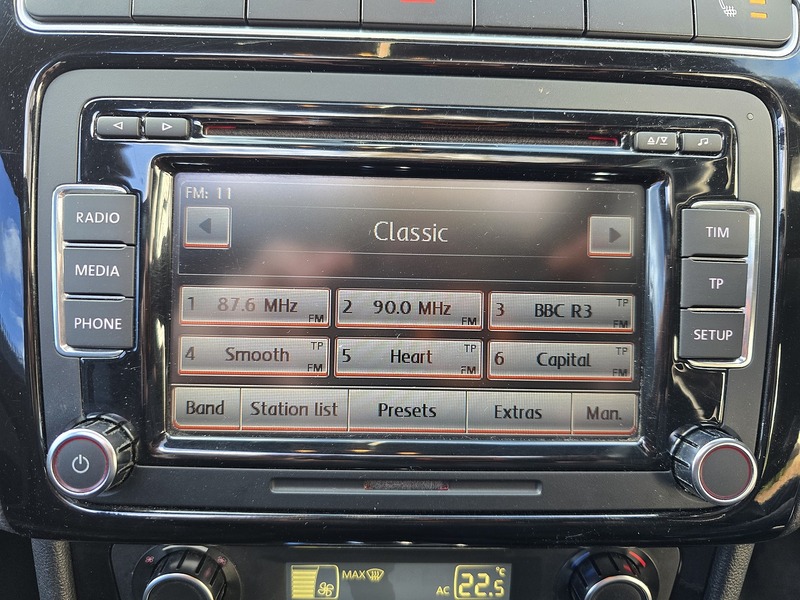 FM: 11
Classic
RADIO
MEDIA
PHONE
TIM
TP
SETUP
1 87.6 MHz FM
2 90.0 MHz FM
3 BBC R3 TP FM
4 Smooth TP FM
5 Heart TP FM
6 Capital TP FM
Band Station list Presets Extras Man.
MAX
AC 22.5 °C